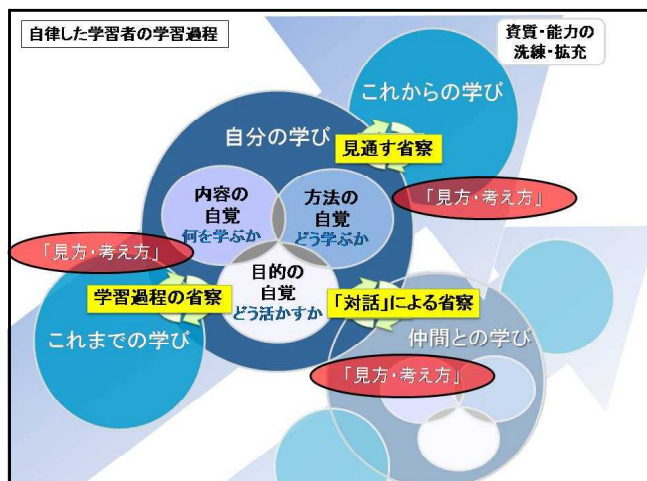 自律した学習者の学習過程
資質・能力の
洗練・拡充
これからの学び
自分の学び
見通す省察
「見方・考え方」
内容の
自覚
何を学ぶか
方法の
自覚
どう学ぶか
「見方・考え方」
目的の
自覚
どう活かすか
学習過程の省察
「対話」による省察
これまでの学び
仲間との学び
「見方・考え方」